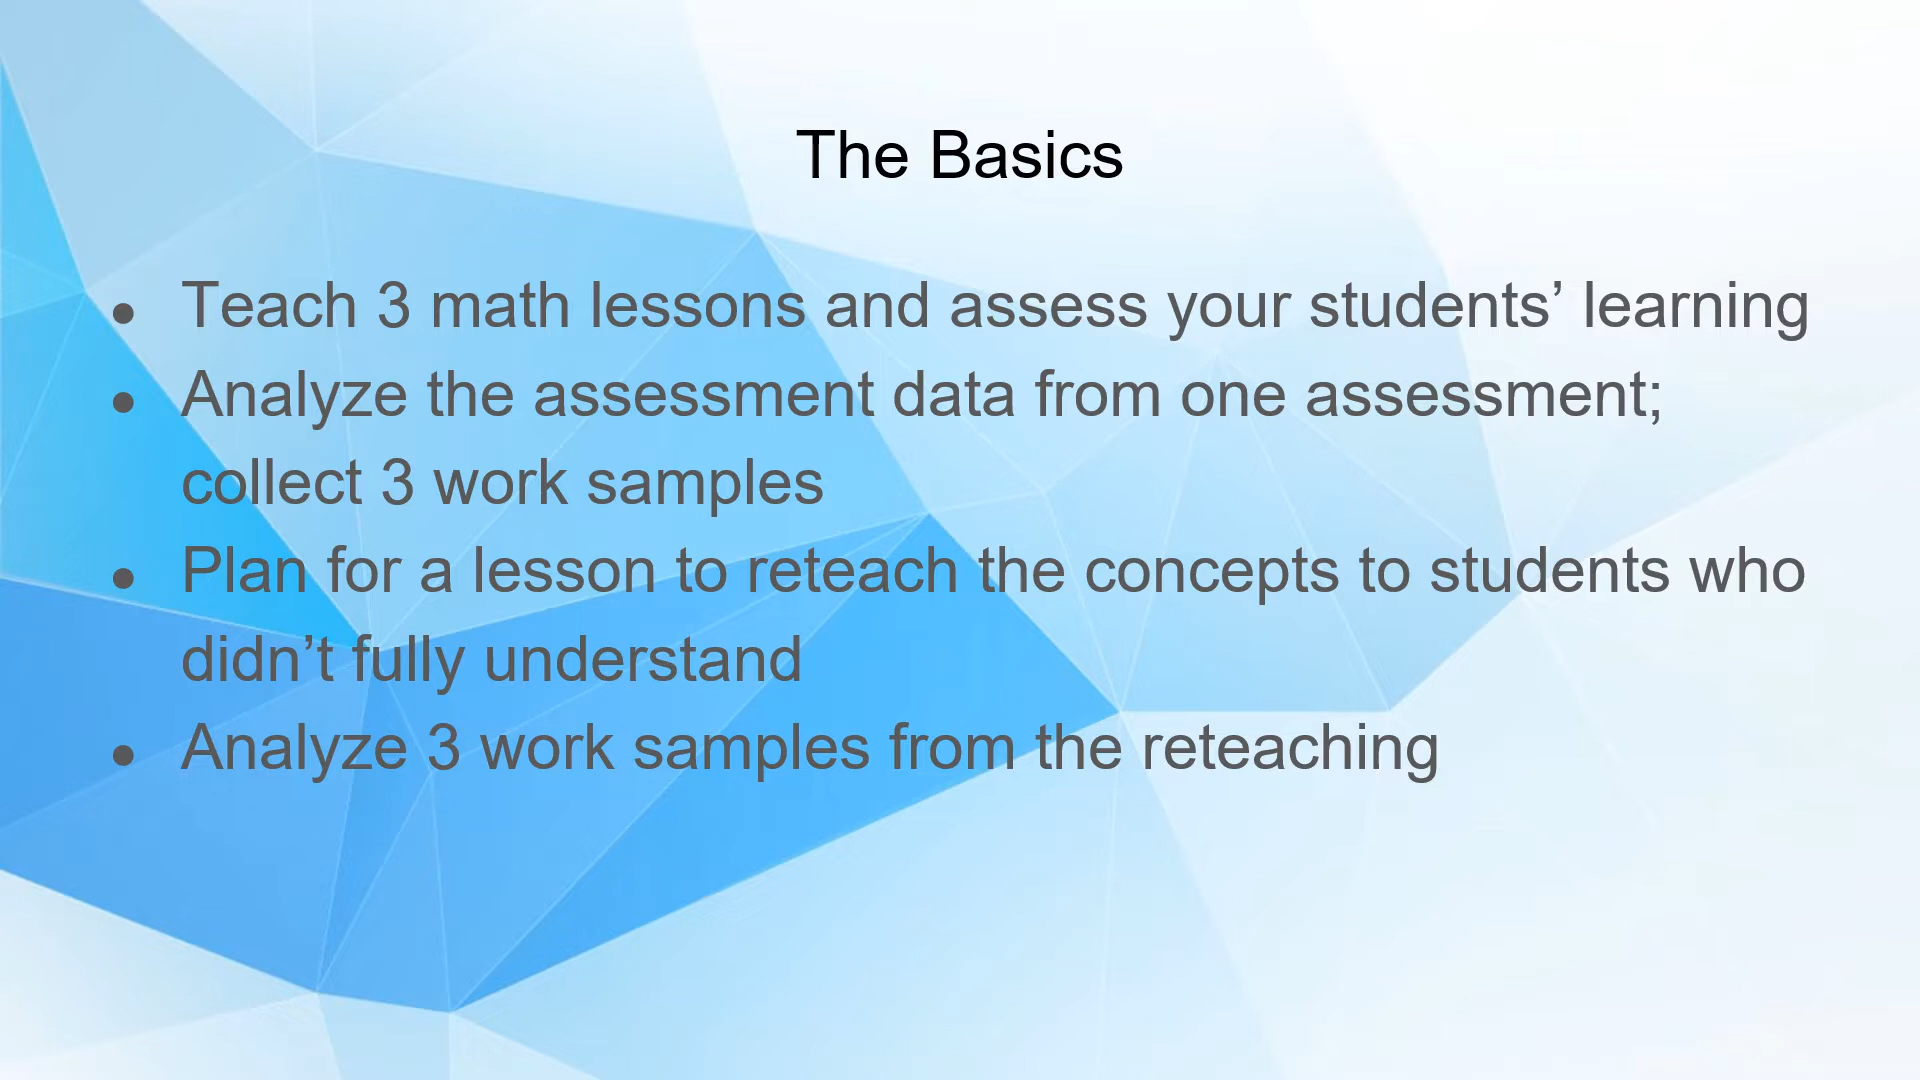 The Basics
● Teach 3 math lessons and assess your students’ learning
● Analyze the assessment data from one assessment;
collect 3 work samples
● Plan for a lesson to reteach the concepts to students who
didn’t fully understand
● Analyze 3 work samples from the reteaching